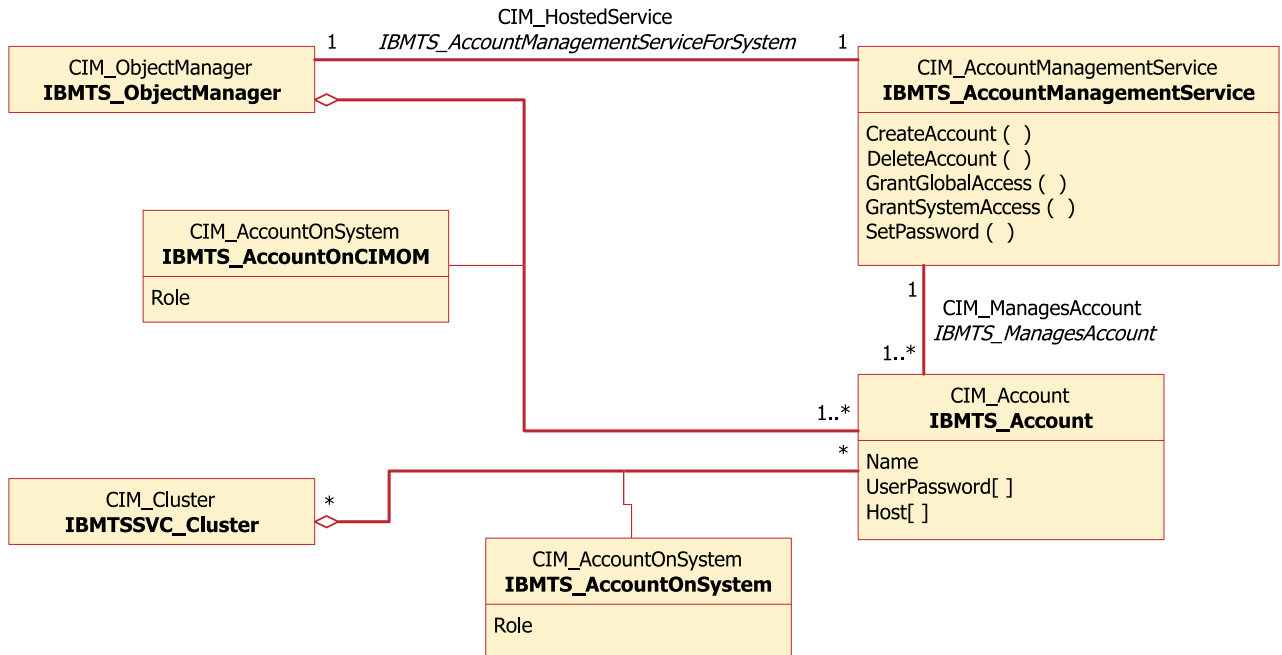 CIM_HostedService
1 IBMTS_AccountManagementServiceForSystem 1
CIM_ObjectManager
IBMTS_ObjectManager
CIM_AccountManagementService
IBMTS_AccountManagementService
CreateAccount ( )
DeleteAccount ( )
GrantGlobalAccess ( )
GrantSystemAccess ( )
SetPassword ( )
CIM_AccountOnSystem
IBMTS_AccountOnCIMOM
Role
1
CIM_ManagesAccount
IBMTS_ManagesAccount
1..*
CIM_Account
IBMTS_Account
Name
UserPassword[ ]
Host[ ]
1..*
*
CIM_Cluster
IBMTSSVC_Cluster
*
CIM_AccountOnSystem
IBMTS_AccountOnSystem
Role